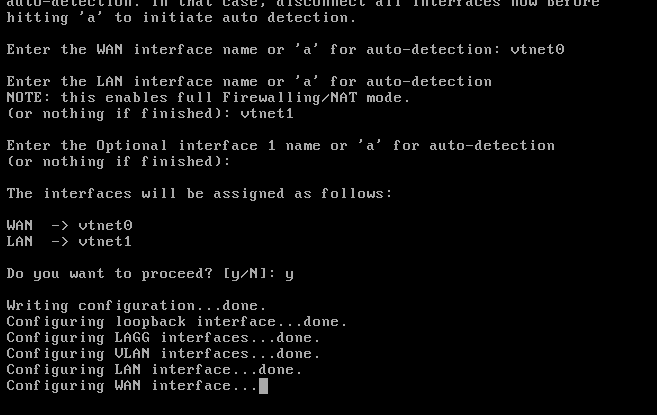 auto-detection. In that case, disconnect all interfaces now before
hitting 'a' to initiate auto detection.
Enter the WAN interface name or 'a' for auto-detection: vtnet0
Enter the LAN interface name or 'a' for auto-detection
NOTE: this enables full Firewalling/NAT mode.
(or nothing if finished): vtnet1
Enter the Optional interface 1 name or 'a' for auto-detection
(or nothing if finished):
The interfaces will be assigned as follows:
WAN  -> vtnet0
LAN  -> vtnet1
Do you want to proceed? [y/N]: y
Writing configuration...done.
Configuring loopback interface...done.
Configuring LAGG interfaces...done.
Configuring VLAN interfaces...done.
Configuring LAN interface...done.
Configuring WAN interface...